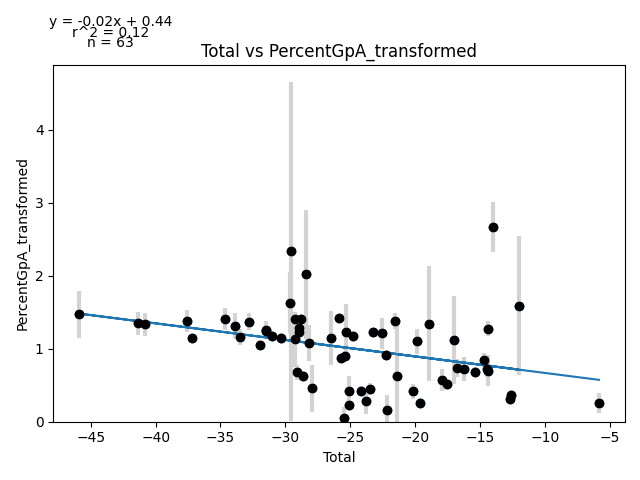 y = -0.02x + 0.44
r^2 = 0.12
n = 63
Total vs PercentGpA_transformed
PercentGpA_transformed
4
3
2
1
0
−45 −40 −35 −30 −25 −20 −15 −10 −5
Total